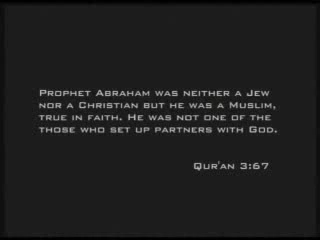 Prophet Abraham was neither a Jew
nor a Christian but he was a Muslim,
true in faith. He was not one of the
those who set up partners with God.
Qur'an 3:67